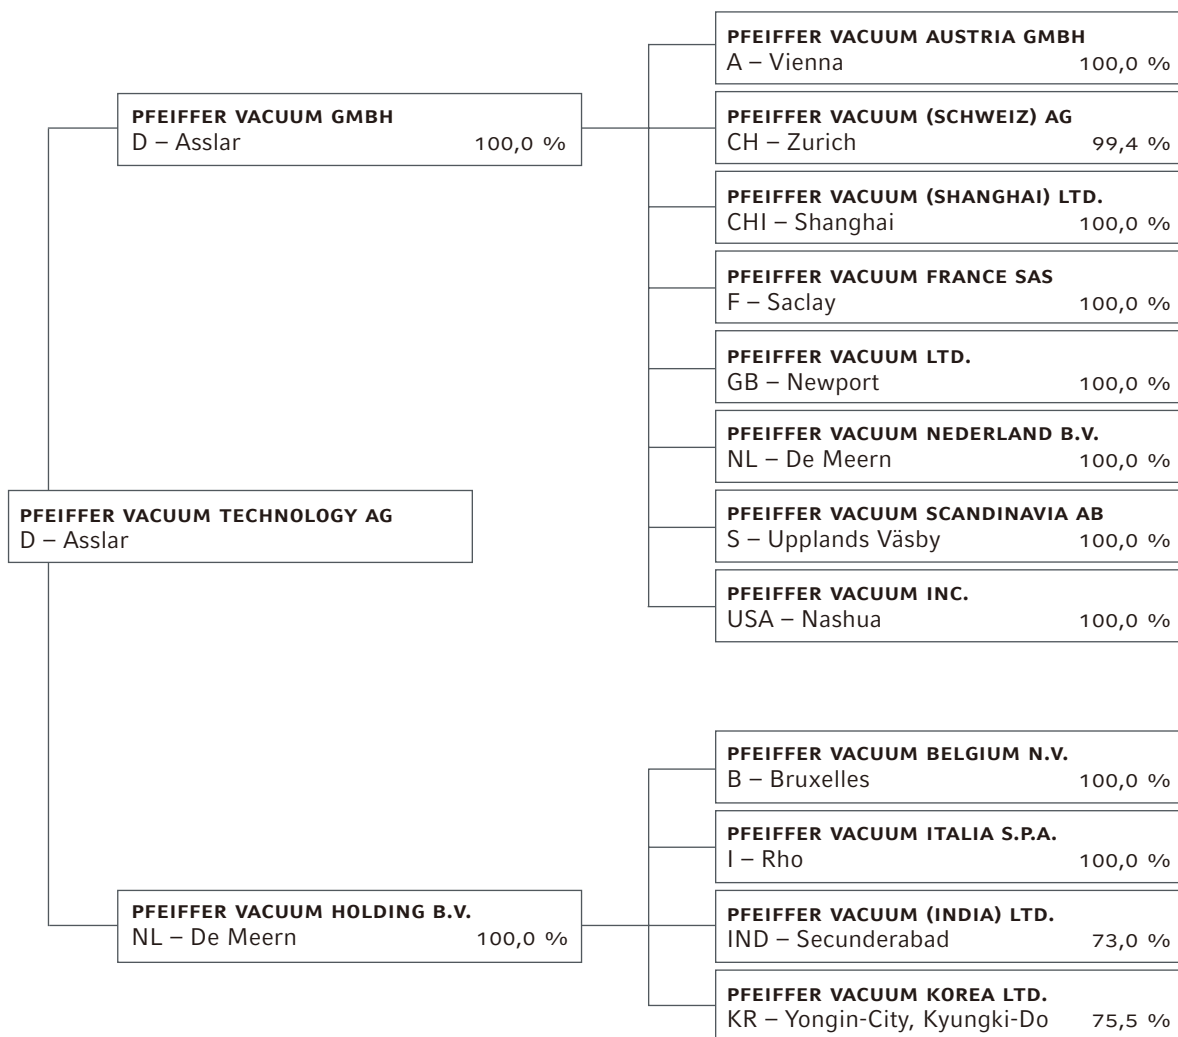 PFEIFFER VACUUM AUSTRIA GMBH
A – Vienna 100,0 %
PFEIFFER VACUUM GMBH
D – Asslar 100,0 %
PFEIFFER VACUUM (SCHWEIZ) AG
CH – Zurich 99,4 %
PFEIFFER VACUUM (SHANGHAI) LTD.
CHI – Shanghai 100,0 %
PFEIFFER VACUUM FRANCE SAS
F – Saclay 100,0 %
PFEIFFER VACUUM LTD.
GB – Newport 100,0 %
PFEIFFER VACUUM NEDERLAND B.V.
NL – De Meern 100,0 %
PFEIFFER VACUUM TECHNOLOGY AG
D – Asslar
PFEIFFER VACUUM SCANDINAVIA AB
S – Upplands Väsby 100,0 %
PFEIFFER VACUUM INC.
USA – Nashua 100,0 %
PFEIFFER VACUUM BELGIUM N.V.
B – Bruxelles 100,0 %
PFEIFFER VACUUM ITALIA S.P.A.
I – Rho 100,0 %
PFEIFFER VACUUM HOLDING B.V.
NL – De Meern 100,0 %
PFEIFFER VACUUM (INDIA) LTD.
IND – Secunderabad 73,0 %
PFEIFFER VACUUM KOREA LTD.
KR – Yongin-City, Kyungki-Do 75,5 %